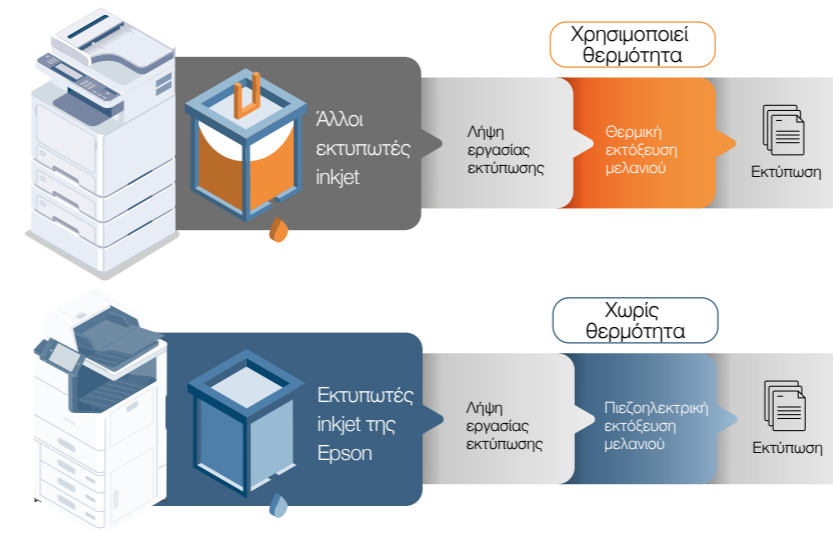 Χρησιμοποιεί
θερμότητα
Άλλοι
εκτυπωτές
inkjet
Λήψη
εργασίας
εκτύπωσης
Θερμική
εκτόξευση
μελανιού
Εκτύπωση
Χωρίς
θερμότητα
Εκτυπωτές
inkjet της
Epson
Λήψη
εργασίας
εκτύπωσης
Πιεζοηλεκτρική
εκτόξευση
μελανιού
Εκτύπωση